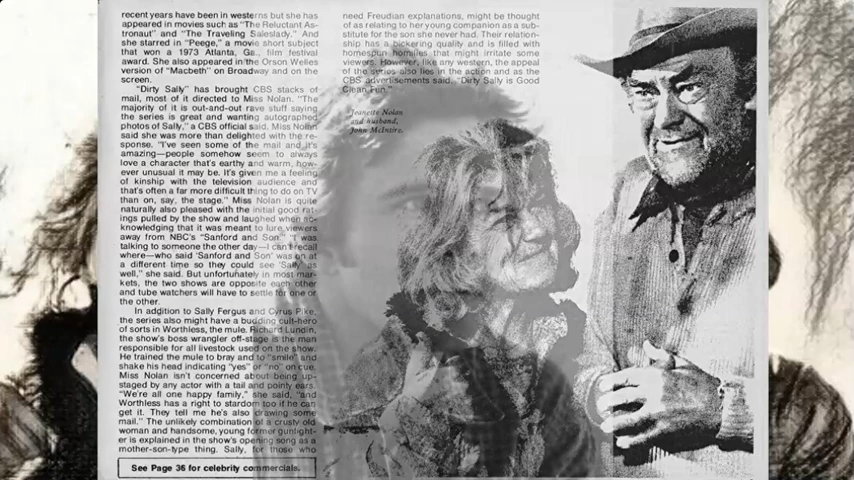 recent years have been in westerns but she has
appeared in movies such as "The Reluctant As-
tronaut" and "The Traveling Saleslady." And
she starred in "Peege," a movie short subject
that won a 1973 Atlanta, Ga., film festival
award. She also appeared in the Orson Welles
version of "Macbeth" on Broadway and on the
screen.
"Dirty Sally" has brought CBS stacks of
mail, most of it directed to Miss Nolan. "The
majority of it is out-and-out rave stuff saying
the series is great and wanting autographed
photos of Sally," a CBS official said. Miss Nolan
said she was more than delighted with the re-
sponse. "I've seen some of the mail and it's
amazing—people somehow seem to always
love a character that's earthy and warm, how-
ever unusual it may be. It's given me a feeling
of kinship with the television audience and
that's often a far more difficult thing to do on TV
than on, say, the stage." Miss Nolan is quite
naturally also pleased with the initial good rat-
ings pulled by the show and laughed when ac-
knowledging that it was meant to lure viewers
away from NBC's "Sanford and Son." "I was
talking to someone the other day—I can't recall
where—who said 'Sanford and Son' was on at
a different time so they could see 'Sally' as
well," she said. But unfortunately in most mar-
kets, the two shows are opposite each other
and tube watchers will have to settle for one or
the other.
In addition to Sally Fergus and Cyrus Pike,
the series also might have a budding cult-hero
of sorts in Worthless, the mule. Richard Lundin,
the show's boss wrangler off-stage is the man
responsible for all livestock used on the show.
He trained the mule to bray and to "smile" and
shake his head indicating "yes" or "no" on cue.
Miss Nolan isn't concerned about being up-
staged by any actor with a tail and pointy ears.
"We're all one happy family," she said, "and
Worthless has a right to stardom too if he can
get it. They tell me he's also drawing some
mail." The unlikely combination of a crusty old
woman and handsome, young former gunlight-
er is explained in the show's opening song as a
mother-son-type thing. Sally, for those who
See Page 36 for celebrity commercials.
need Freudian explanations, might be thought
of as relating to her young companion as a sub-
stitute for the son she never had. Their relation-
ship has a bickering quality and is filled with
homespun homilies that might irritate some
viewers. However, like any western, the appeal
of the series also lies in the action and as the
CBS advertisements said, "Dirty Sally is Good
Clean Fun."
Jeanette Nolan
and husband,
John McIntire.